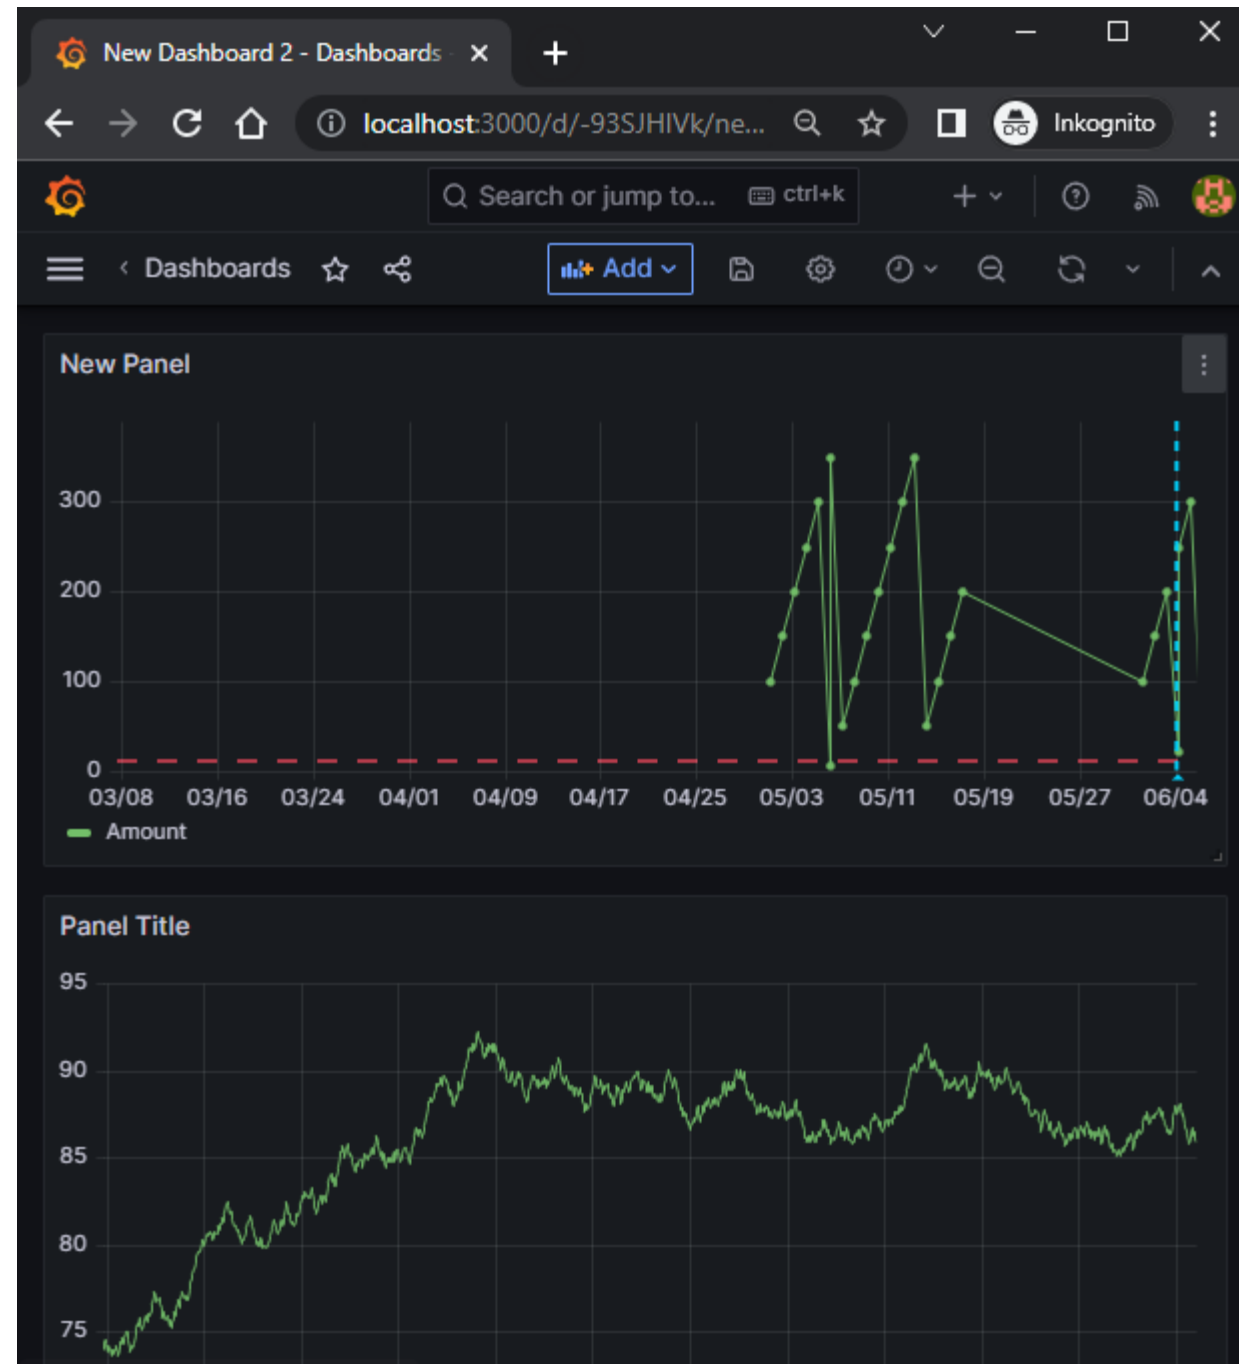 New Dashboard 2 - Dashboards -
localhost:3000/d/-93SJHIVk/ne...
Inkognito
Search or jump to...
ctrl+k
Dashboards
Add
New Panel
300
200
100
0
03/08 03/16 03/24 04/01 04/09 04/17 04/25 05/03 05/11 05/19 05/27 06/04
Amount
Panel Title
95
90
85
80
75